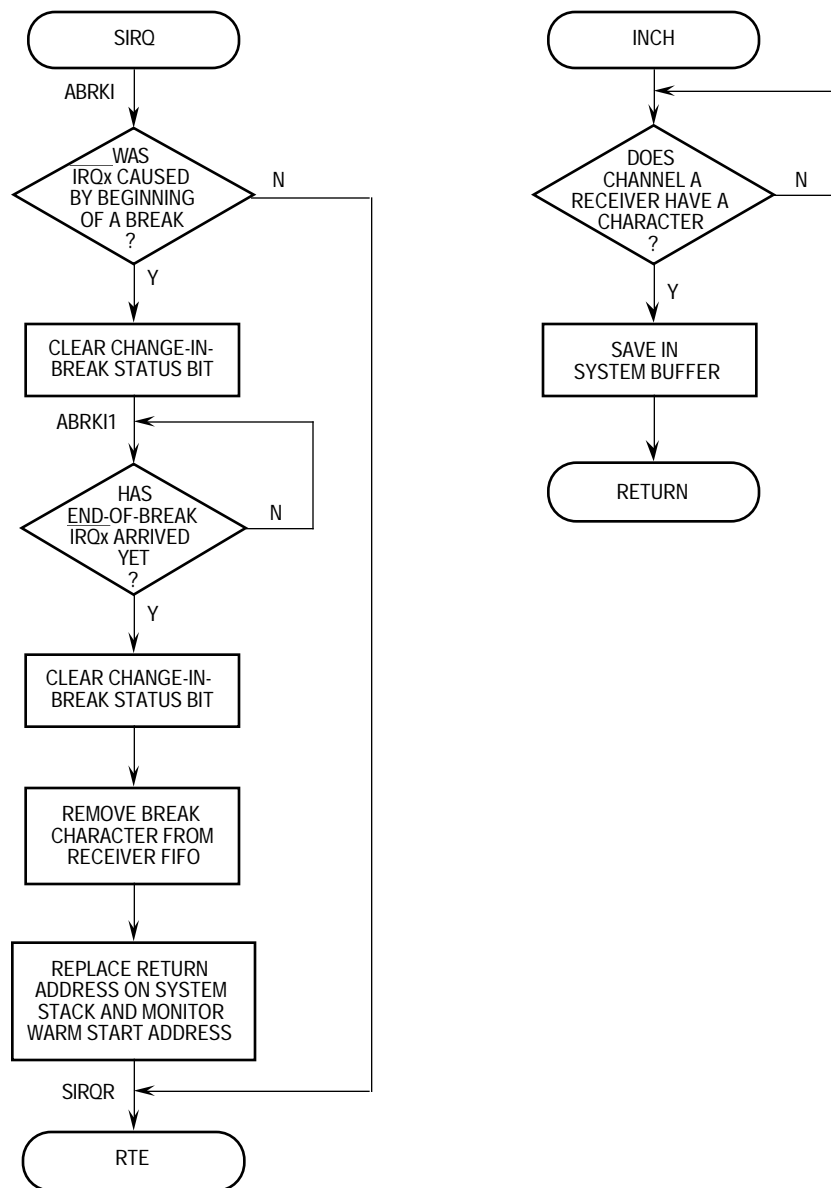 SIRQ
ABRKI
WAS
IRQx CAUSED
BY BEGINNING
OF A BREAK
?
N
Y
CLEAR CHANGE-IN-
BREAK STATUS BIT
ABRKI1
HAS
END-OF-BREAK
IRQx ARRIVED
YET
?
N
Y
CLEAR CHANGE-IN-
BREAK STATUS BIT
REMOVE BREAK
CHARACTER FROM
RECEIVER FIFO
REPLACE RETURN
ADDRESS ON SYSTEM
STACK AND MONITOR
WARM START ADDRESS
SIRQR
RTE
INCH
DOES
CHANNEL A
RECEIVER HAVE A
CHARACTER
?
N
Y
SAVE IN
SYSTEM BUFFER
RETURN